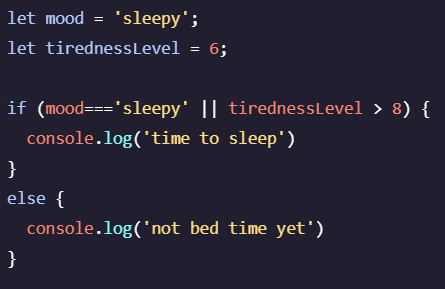 let mood = 'sleepy';
let tirednessLevel = 6;
if (mood==='sleepy' || tirednessLevel > 8) {
console.log('time to sleep')
}
else {
console.log('not bed time yet')
}